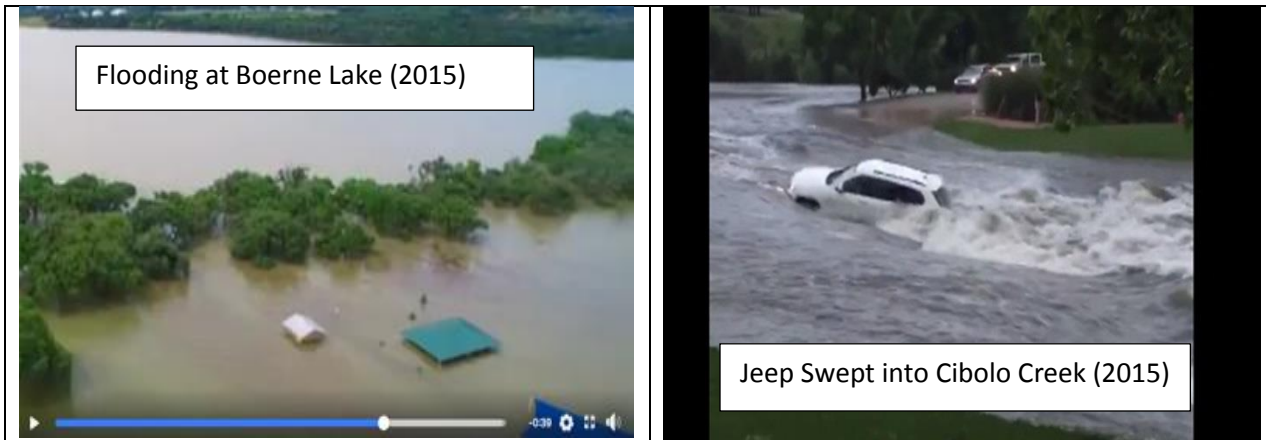 Flooding at Boerne Lake (2015)
Jeep Swept into Cibolo Creek (2015)
-0:39